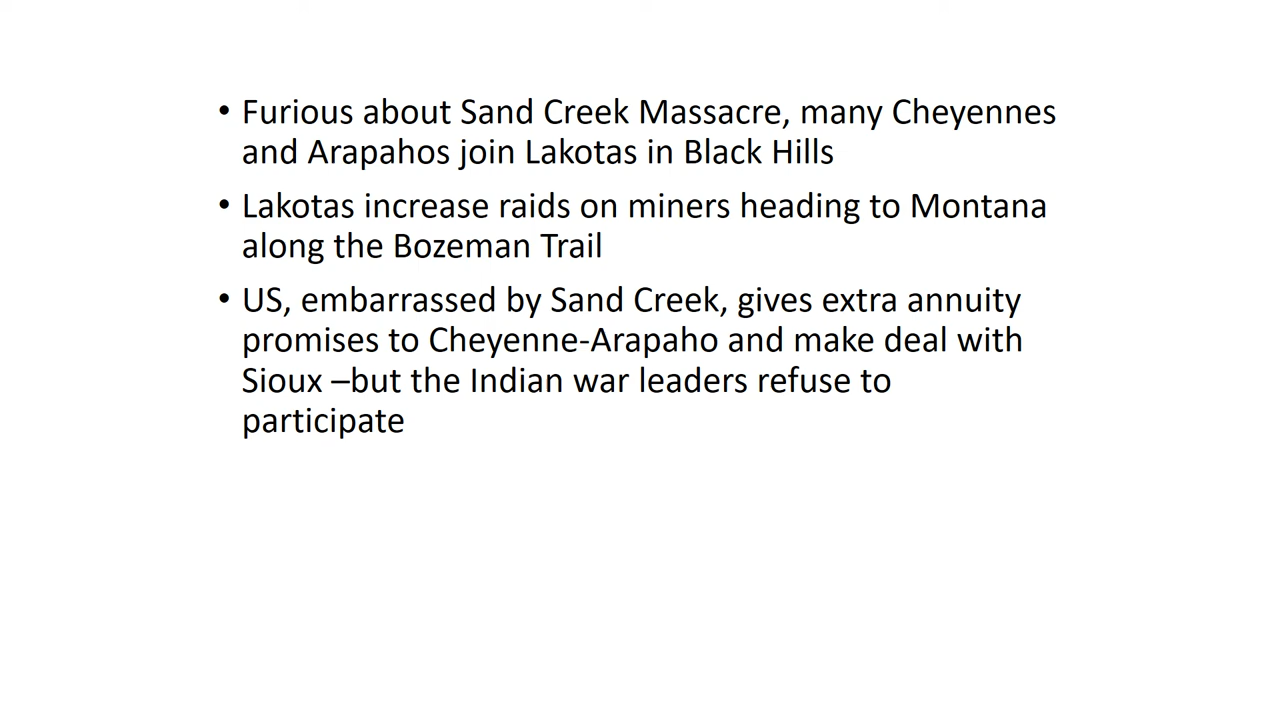 • Furious about Sand Creek Massacre, many Cheyennes
and Arapahos join Lakotas in Black Hills
• Lakotas increase raids on miners heading to Montana
along the Bozeman Trail
• US, embarrassed by Sand Creek, gives extra annuity
promises to Cheyenne-Arapaho and make deal with
Sioux –but the Indian war leaders refuse to
participate